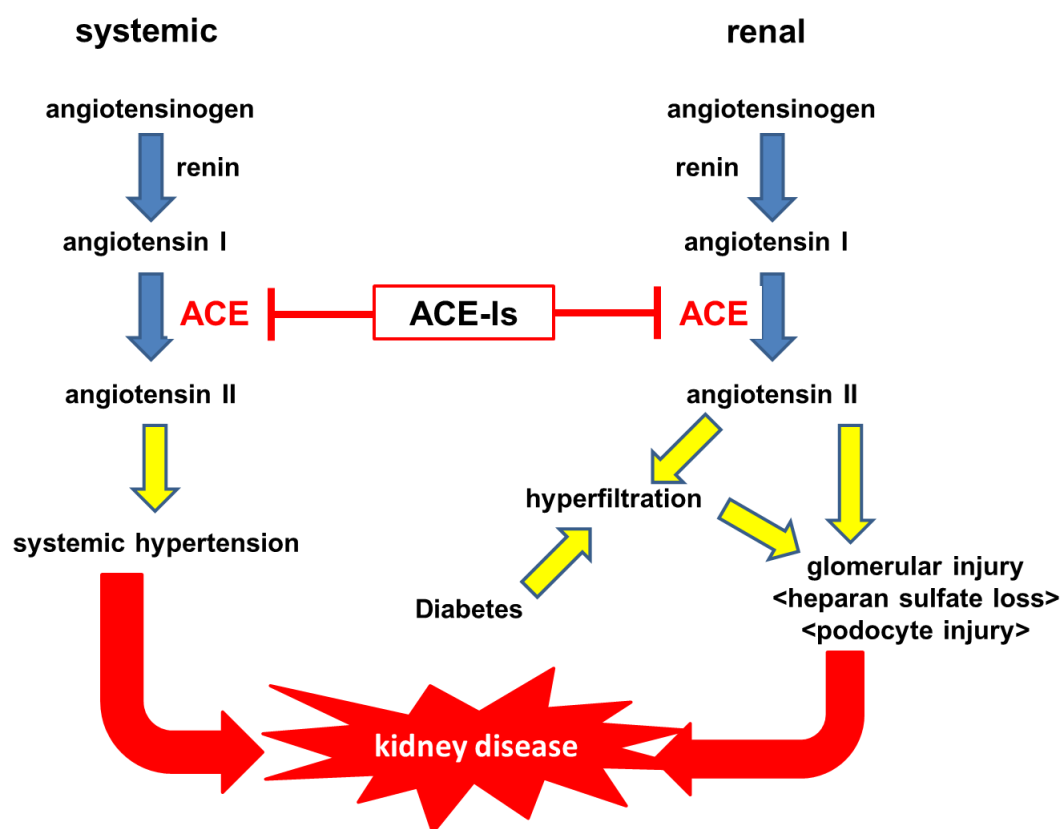 systemic
renal
angiotensinogen
angiotensinogen
renin
renin
angiotensin I
angiotensin I
ACE
ACE-Is
ACE
angiotensin II
angiotensin II
hyperfiltration
systemic hypertension
glomerular injury
<heparan sulfate loss>
<podocyte injury>
Diabetes
kidney disease